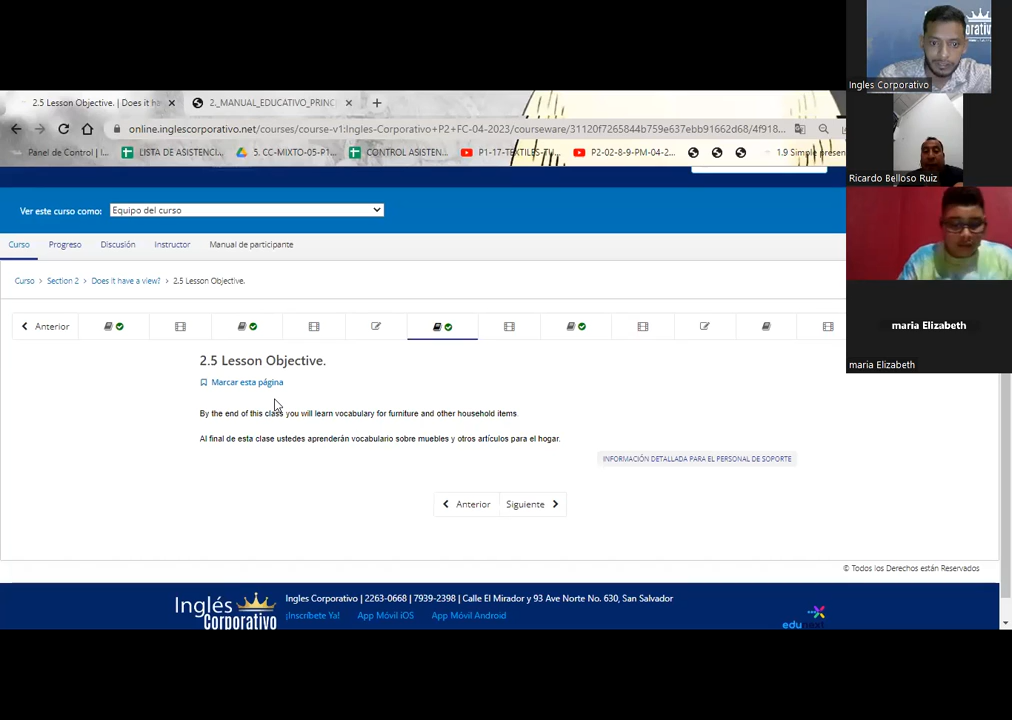 Ingles Corporativo
Ricardo Belloso Ruiz
maria Elizabeth
maria Elizabeth
2.5 Lesson Objective. | Does it ha
2._MANUAL_EDUCATIVO_PRINC
online.inglescorporativo.net/courses/course-v1:Ingles-Corporativo+P2+FC-04-2023/courseware/31120f7265844b759e637ebb91662d68/4f918...
Panel de Control | I...
LISTA DE ASISTENCI...
5. CC-MIXTO-05-P1...
CONTROL ASISTEN...
P1-17-TEXTILES-TU...
P2-02-8-9-PM-04-2...
1.9 Simple presen
Ver este curso como:
Equipo del curso
Curso
Progreso
Discusión
Instructor
Manual de participante
Curso > Section 2 > Does it have a view? > 2.5 Lesson Objective.
Anterior
2.5 Lesson Objective.
Marcar esta página
By the end of this class you will learn vocabulary for furniture and other household items.
Al final de esta clase ustedes aprenderán vocabulario sobre muebles y otros artículos para el hogar.
INFORMACIÓN DETALLADA PARA EL PERSONAL DE SOPORTE
Anterior
Siguiente
© Todos los Derechos están Reservados
Inglés Corporativo
Ingles Corporativo | 2263-0668 | 7939-2398 | Calle El Mirador y 93 Ave Norte No. 630, San Salvador
¡Inscríbete Ya!
App Móvil iOS
App Móvil Android